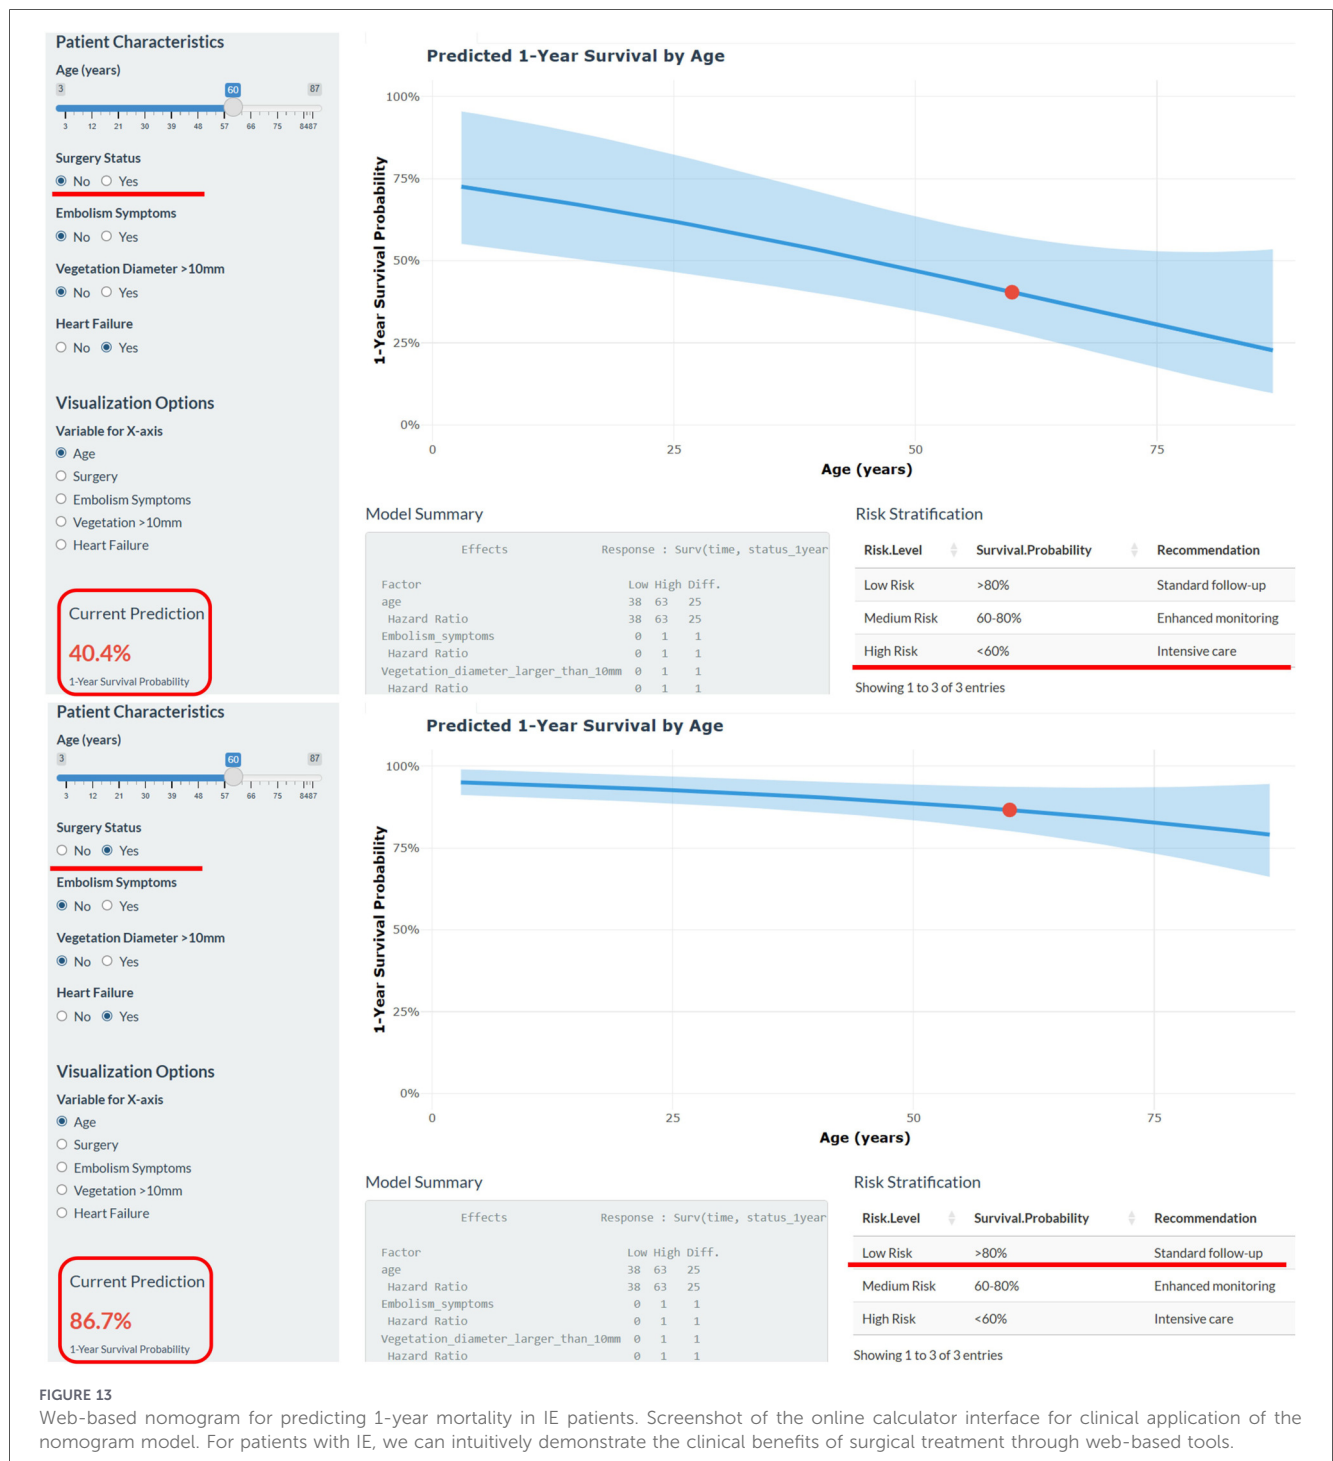 Patient Characteristics
Age (years)
3 60 87
3 12 21 30 39 48 57 66 75 8487
Surgery Status
No Yes
Embolism Symptoms
No Yes
Vegetation Diameter >10mm
No Yes
Heart Failure
No Yes
Visualization Options
Variable for X-axis
Age
Surgery
Embolism Symptoms
Vegetation >10mm
Heart Failure
Current Prediction
40.4%
1-Year Survival Probability
Predicted 1-Year Survival by Age
1-Year Survival Probability
100%
75%
50%
25%
0%
0 25 50 75
Age (years)
Model Summary
Effects Response : Surv(time, status_1year
Factor Low High Diff.
age 38 63 25
Hazard Ratio 38 63 25
Embolism_symptoms 0 1 1
Hazard Ratio 0 1 1
Vegetation_diameter_larger_than_10mm 0 1 1
Hazard Ratio 0 1 1
Risk Stratification
Risk.Level Survival.Probability Recommendation
Low Risk >80% Standard follow-up
Medium Risk 60-80% Enhanced monitoring
High Risk <60% Intensive care
Showing 1 to 3 of 3 entries
Patient Characteristics
Age (years)
3 60 87
3 12 21 30 39 48 57 66 75 8487
Surgery Status
No Yes
Embolism Symptoms
No Yes
Vegetation Diameter >10mm
No Yes
Heart Failure
No Yes
Visualization Options
Variable for X-axis
Age
Surgery
Embolism Symptoms
Vegetation >10mm
Heart Failure
Current Prediction
86.7%
1-Year Survival Probability
Predicted 1-Year Survival by Age
1-Year Survival Probability
100%
75%
50%
25%
0%
0 25 50 75
Age (years)
Model Summary
Effects Response : Surv(time, status_1year
Factor Low High Diff.
age 38 63 25
Hazard Ratio 38 63 25
Embolism_symptoms 0 1 1
Hazard Ratio 0 1 1
Vegetation_diameter_larger_than_10mm 0 1 1
Hazard Ratio 0 1 1
Risk Stratification
Risk.Level Survival.Probability Recommendation
Low Risk >80% Standard follow-up
Medium Risk 60-80% Enhanced monitoring
High Risk <60% Intensive care
Showing 1 to 3 of 3 entries
FIGURE 13
Web-based nomogram for predicting 1-year mortality in IE patients. Screenshot of the online calculator interface for clinical application of the
nomogram model. For patients with IE, we can intuitively demonstrate the clinical benefits of surgical treatment through web-based tools.